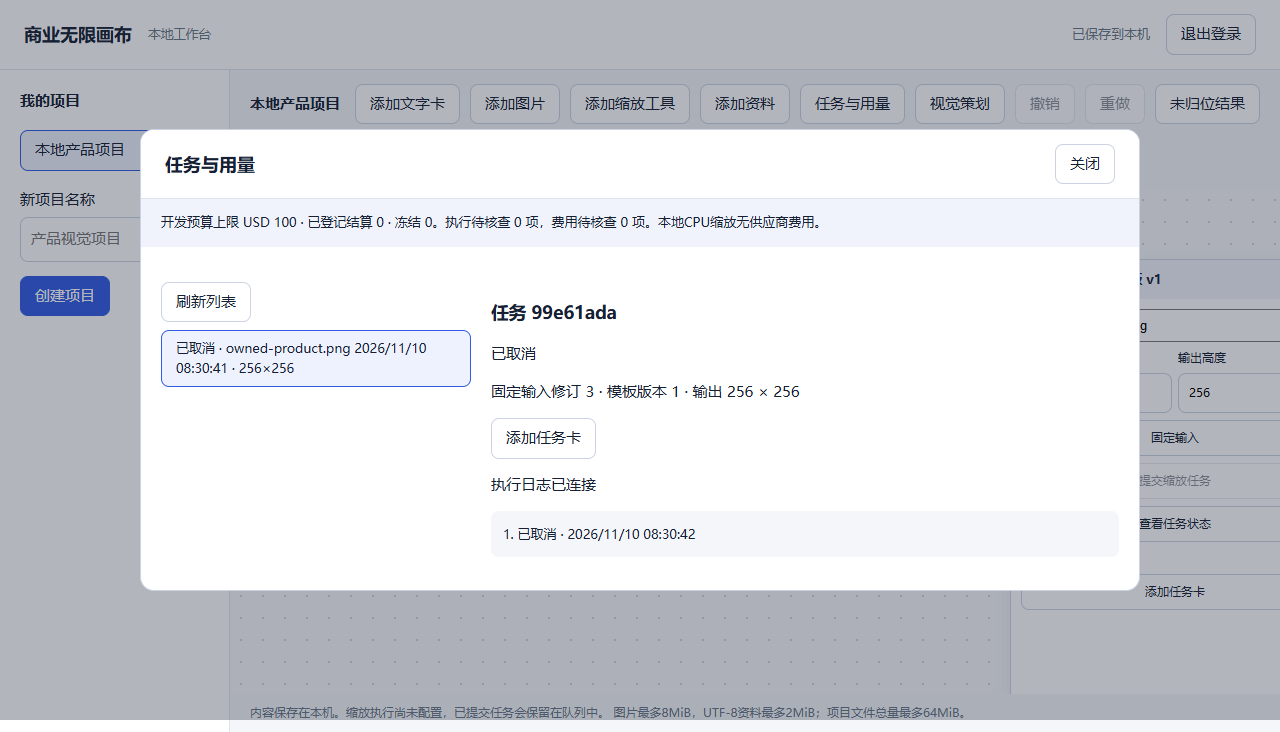 商业无限画布 本地工作台 已保存到本机 退出登录
我的项目
本地产品项目 添加文字卡 添加图片 添加缩放工具 添加资料 任务与用量 视觉策划 撤销 重做 未归位结果
本地产品项目
新项目名称
产品视觉项目
创建项目
任务与用量 关闭
开发预算上限 USD 100 · 已登记结算 0 · 冻结 0。执行待核查 0 项，费用待核查 0 项。本地CPU缩放无供应商费用。
刷新列表
已取消 · owned-product.png 2026/11/10
08:30:41 · 256×256
任务 99e61ada
已取消
固定输入修订 3 · 模板版本 1 · 输出 256 × 256
添加任务卡
执行日志已连接
1. 已取消 · 2026/11/10 08:30:42
v1
g
输出高度
256
固定输入
提交缩放任务
查看任务状态
添加任务卡
内容保存在本机。缩放执行尚未配置，已提交任务会保留在队列中。 图片最多8MiB，UTF-8资料最多2MiB；项目文件总量最多64MiB。